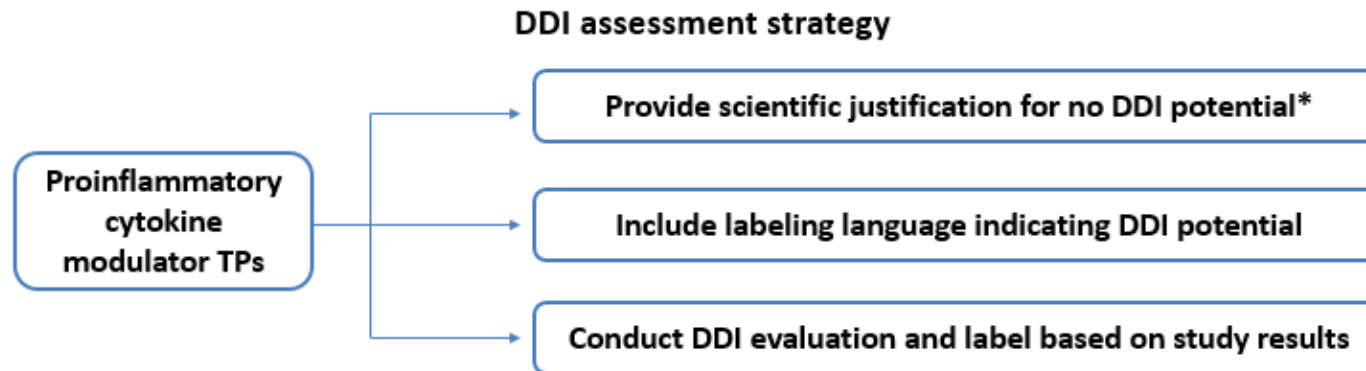 DDI assessment strategy
Provide scientific justification for no DDI potential*
Proinflammatory
cytokine
modulator TPs
Include labeling language indicating DDI potential
Conduct DDI evaluation and label based on study results